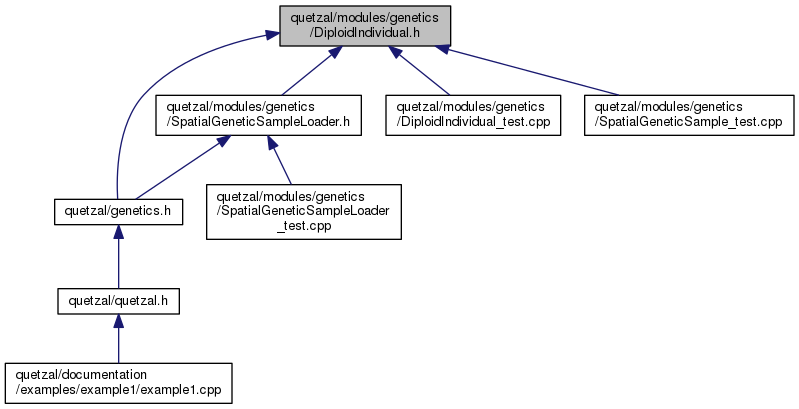 quetzal/modules/genetics
/DiploidIndividual.h
quetzal/modules/genetics
/SpatialGeneticSampleLoader.h
quetzal/modules/genetics
/DiploidIndividual_test.cpp
quetzal/modules/genetics
/SpatialGeneticSample_test.cpp
quetzal/genetics.h
quetzal/modules/genetics
/SpatialGeneticSampleLoader
_test.cpp
quetzal/quetzal.h
quetzal/documentation
/examples/example1/example1.cpp